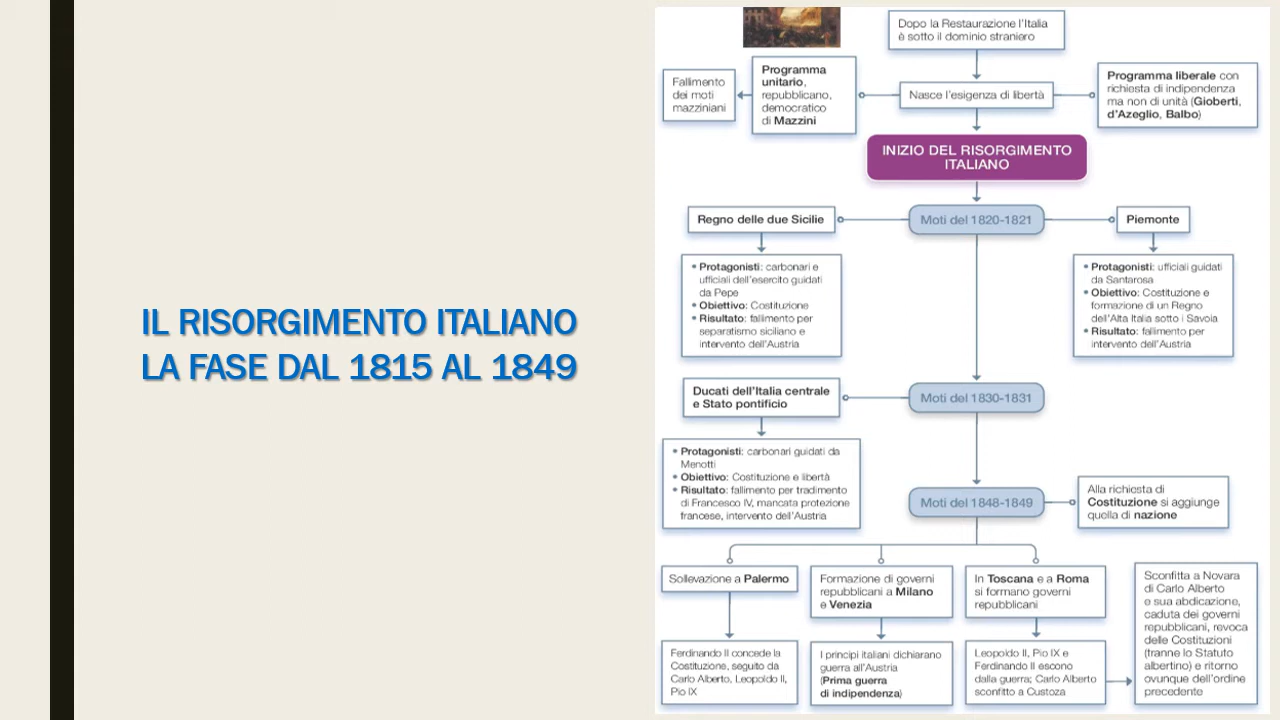 IL RISORGIMENTO ITALIANO
LA FASE DAL 1815 AL 1849
Dopo la Restaurazione l'Italia
è sotto il dominio straniero
Fallimento
dei moti
mazziniani
Programma
unitario,
repubblicano,
democratico
di Mazzini
Nasce l'esigenza di libertà
Programma liberale con
richiesta di indipendenza
ma non di unità (Gioberti,
d'Azeglio, Balbo)
INIZIO DEL RISORGIMENTO
ITALIANO
Regno delle due Sicilie
Moti del 1820-1821
Piemonte
• Protagonisti: carbonari e
ufficiali dell'esercito guidati
da Pepe
• Obiettivo: Costituzione
• Risultato: fallimento per
separatismo siciliano e
intervento dell'Austria
• Protagonisti: ufficiali guidati
da Santarosa
• Obiettivo: Costituzione e
formazione di un Regno
dell'Alta Italia sotto i Savoia
• Risultato: fallimento per
intervento dell'Austria
Ducati dell'Italia centrale
e Stato pontificio
Moti del 1830-1831
• Protagonisti: carbonari guidati da
Menotti
• Obiettivo: Costituzione e libertà
• Risultato: fallimento per tradimento
di Francesco IV, mancata protezione
francese, intervento dell'Austria
Moti del 1848-1849
Alla richiesta di
Costituzione si aggiunge
quella di nazione
Sollevazione a Palermo
Formazione di governi
repubblicani a Milano
e Venezia
In Toscana e a Roma
si formano governi
repubblicani
Sconfitta a Novara
di Carlo Alberto
e sua abdicazione,
caduta dei governi
repubblicani, revoca
delle Costituzioni
(tranne lo Statuto
albertino) e ritorno
ovunque dell'ordine
precedente
Ferdinando II concede la
Costituzione, seguito da
Carlo Alberto, Leopoldo II,
Pio IX
I principi italiani dichiarano
guerra all'Austria
(Prima guerra
di indipendenza)
Leopoldo II, Pio IX e
Ferdinando II escono
dalla guerra; Carlo Alberto
sconfitto a Custoza